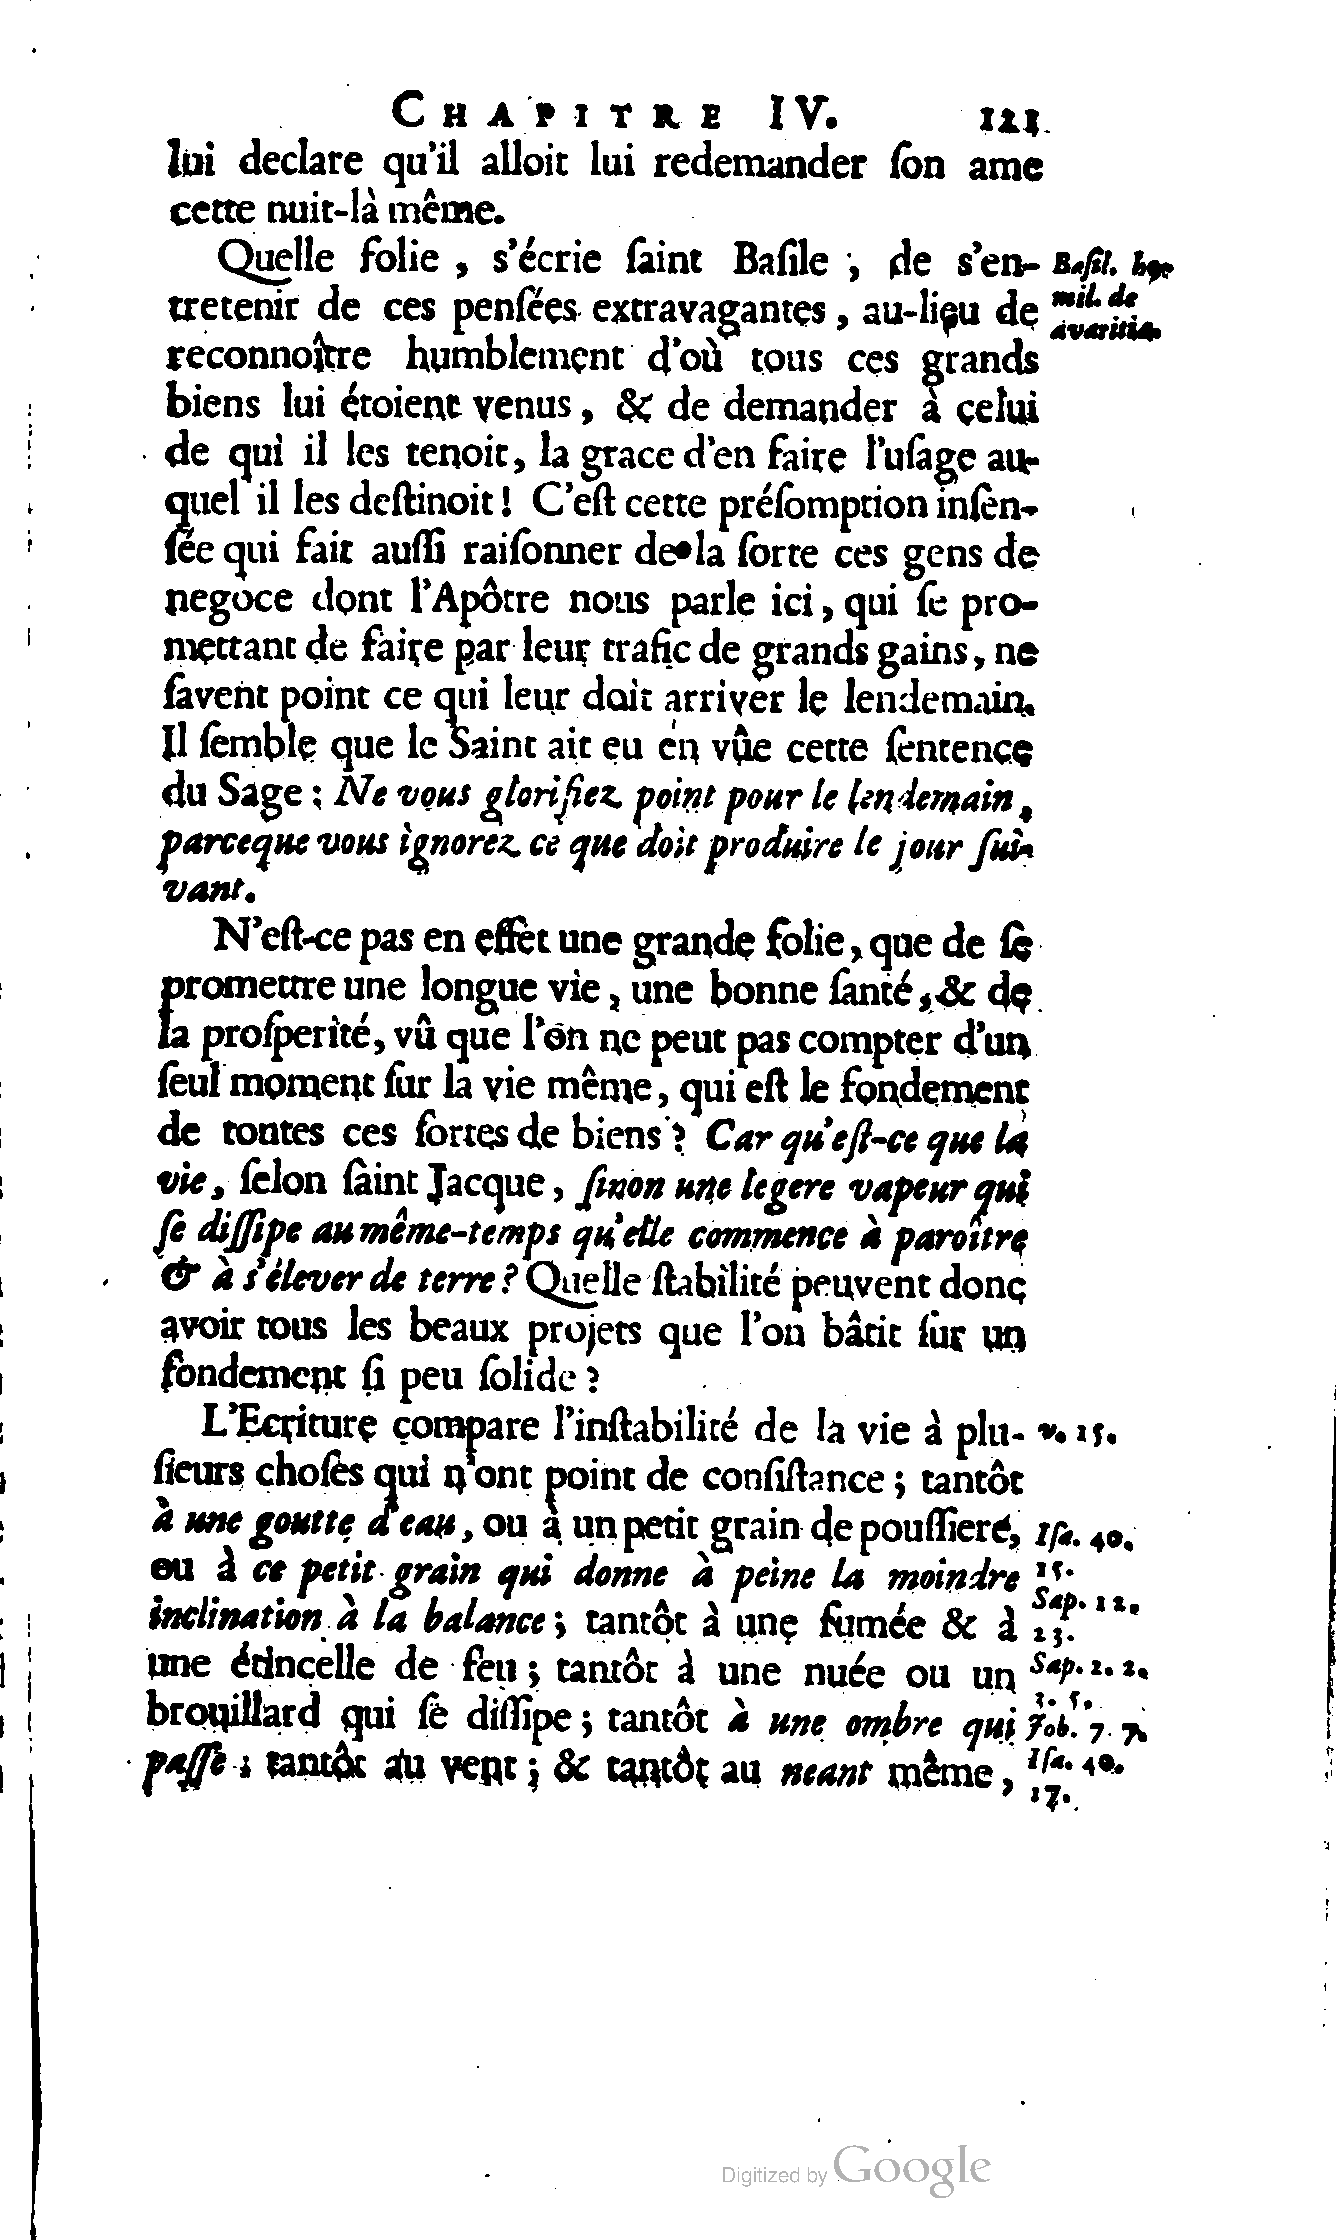 CHAPITRE IV. 121
lui declare qu'il alloit lui redemander ſon ame
cette nuit-là même.
Quelle folie, s'écrie ſaint Baſile, de s'en-
Baſil. ho-
mil. de
avaritia.
tretenir de ces penſées extravagantes, au-lieu de
reconnoître humblement d'où tous ces grands
biens lui étoient venus, & de demander à celui
de qui il les tenoit, la grace d'en faire l'uſage au-
quel il les deſtinoit! C'eſt cette préſomption inſen-
ſée qui fait auſſi raiſonner de la ſorte ces gens de
negoce dont l'Apôtre nous parle ici, qui ſe pro-
mettant de faire par leur trafic de grands gains, ne
ſavent point ce qui leur doit arriver le lendemain.
Il ſemble que le Saint ait eu en vûe cette ſentence
du Sage: Ne vous glorifiez point pour le lendemain,
parceque vous ignorez ce que doit produire le jour ſui-
vant.
N'eſt-ce pas en effet une grande folie, que de ſe
promettre une longue vie, une bonne ſanté, & de
la proſperité, vû que l'on ne peut pas compter d'un
ſeul moment ſur la vie même, qui eſt le fondement
de toutes ces ſortes de biens? Car qu'eſt-ce que la
vie, ſelon ſaint Jacque, ſinon une legere vapeur qui
ſe diſſipe au même-temps qu'elle commence à paroître
& à s'élever de terre? Quelle ſtabilité peuvent donc
avoir tous les beaux projets que l'on bâtit ſur un
fondement ſi peu ſolide?
L'Ecriture compare l'inſtabilité de la vie à plu-
v. 15.
ſieurs choſes qui n'ont point de conſiſtance; tantôt
à une goutte d'eau, ou à un petit grain de pouſſiere,
Iſa. 40.
15.
ou à ce petit grain qui donne à peine la moindre
Sap. 11.
23.
inclination à la balance; tantôt à une fumée & à
une étincelle de feu; tantôt à une nuée ou un
Sap. 2. 2.
3. 5.
brouillard qui ſe diſſipe; tantôt à une ombre qui
Job. 7. 7.
paſſe; tantôt au vent; & tantôt au neant même,
Iſa. 40.
17.
Digitized by Google